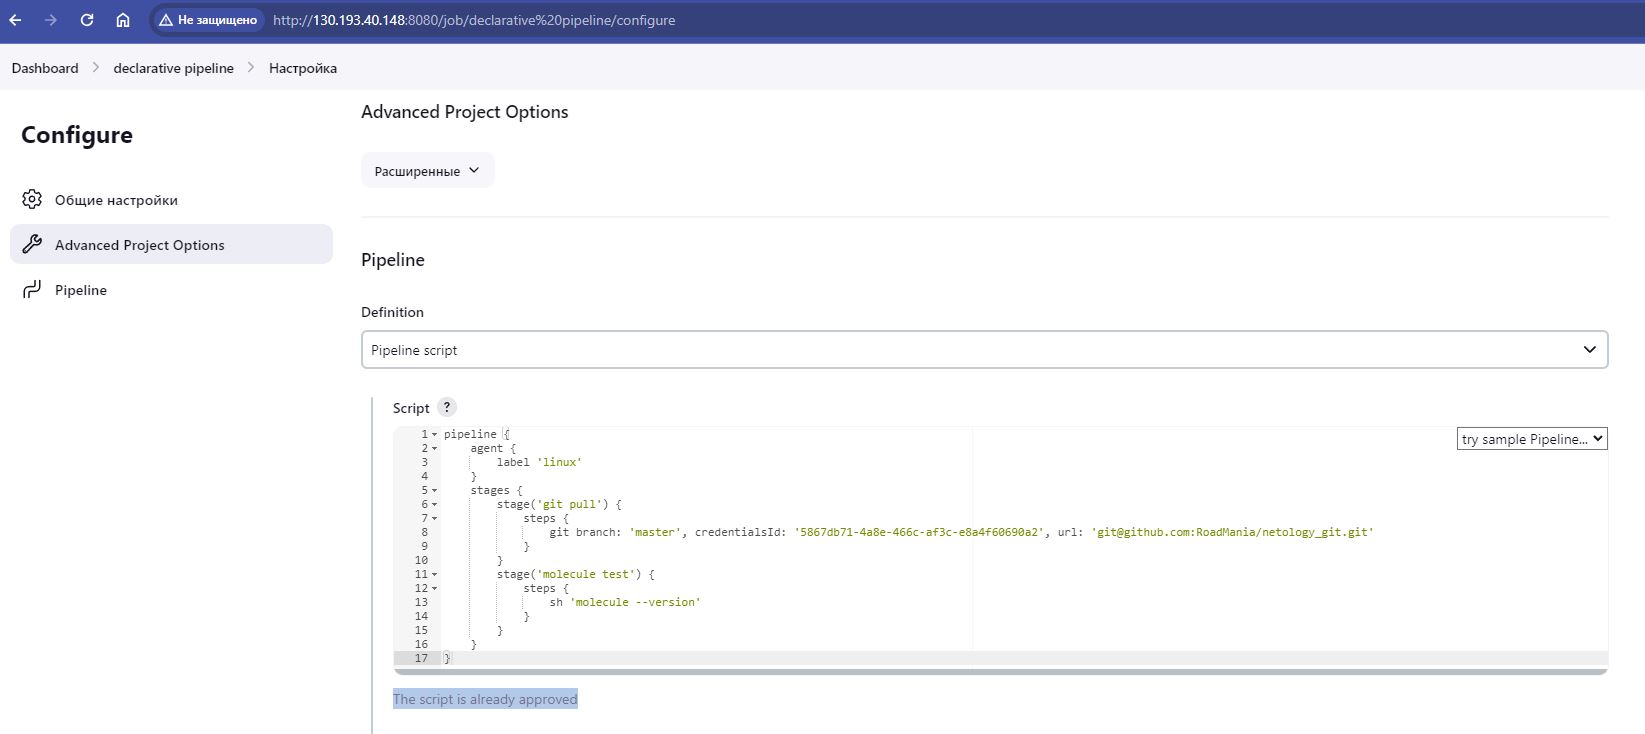 Не защищено http://130.193.40.148:8080/job/declarative%20pipeline/configure
Dashboard > declarative pipeline > Настройка
Configure
Общие настройки
Advanced Project Options
Pipeline
Advanced Project Options
Расширенные
Pipeline
Definition
Pipeline script
Script ?
try sample Pipeline...
1 pipeline {
2     agent {
3         label 'linux'
4     }
5     stages {
6         stage('git pull') {
7             steps {
8                 git branch: 'master', credentialsId: '5867db71-4a8e-466c-af3c-e8a4f60690a2', url: 'git@github.com:RoadMania/netology_git.git'
9             }
10         }
11         stage('molecule test') {
12             steps {
13                 sh 'molecule --version'
14             }
15         }
16     }
17 }
The script is already approved